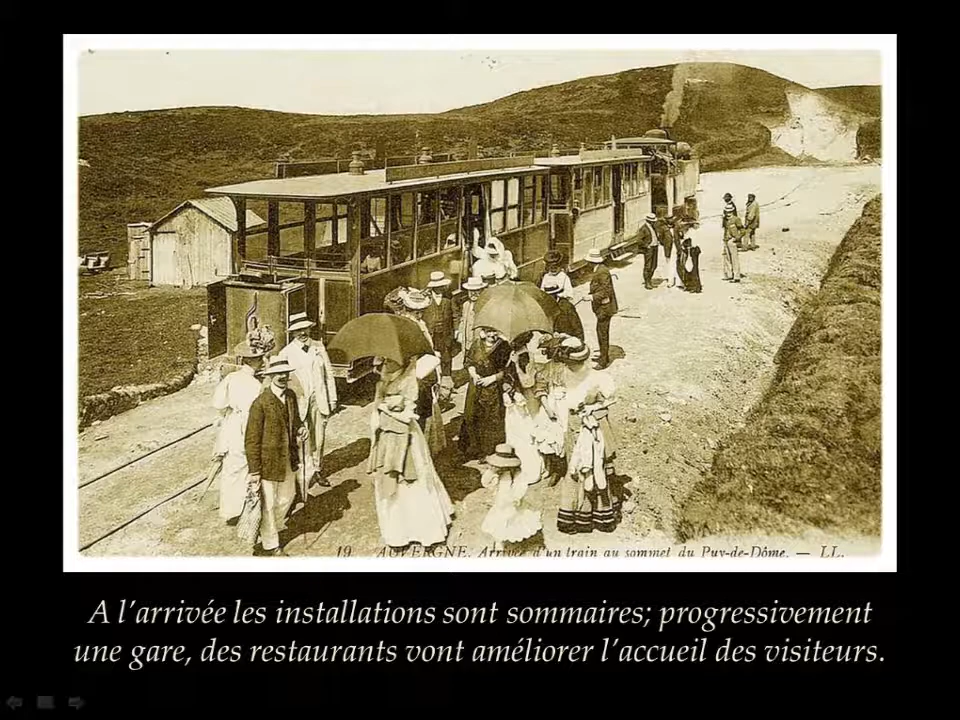 19 AUVERGNE. Arrivée d'un train au sommet du Puy-de-Dôme. — LL.
A l'arrivée les installations sont sommaires; progressivement
une gare, des restaurants vont améliorer l'accueil des visiteurs.